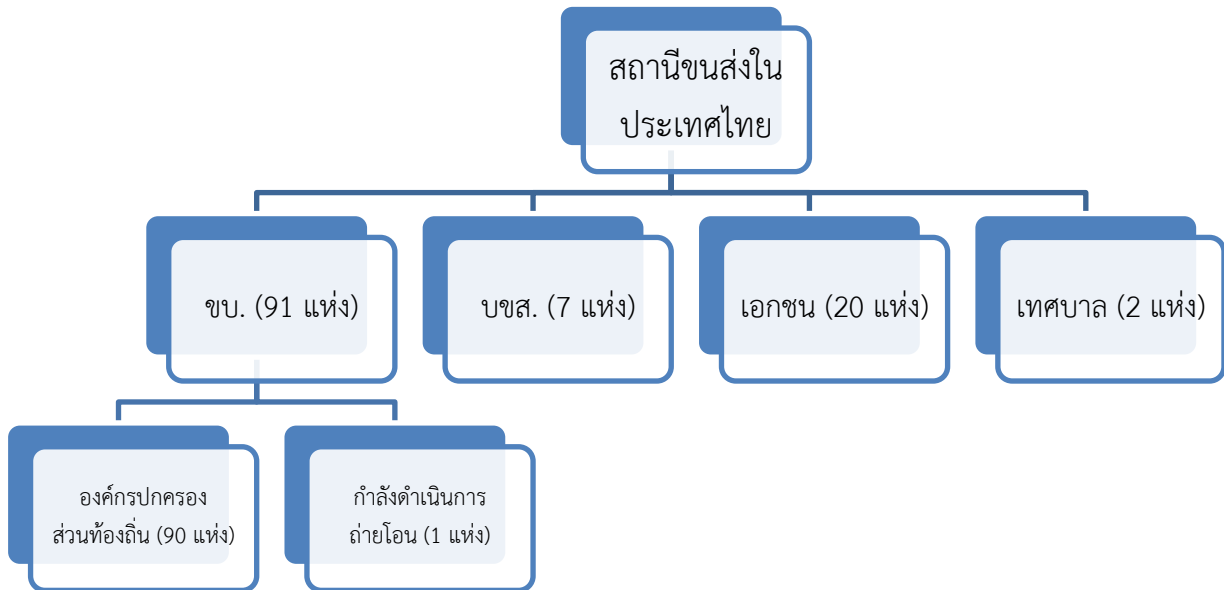 สถานีขนส่งใน
ประเทศไทย
ขบ. (91 แห่ง)
บขส. (7 แห่ง)
เอกชน (20 แห่ง)
เทศบาล (2 แห่ง)
องค์กรปกครอง
ส่วนท้องถิ่น (90 แห่ง)
กำลังดำเนินการ
ถ่ายโอน (1 แห่ง)